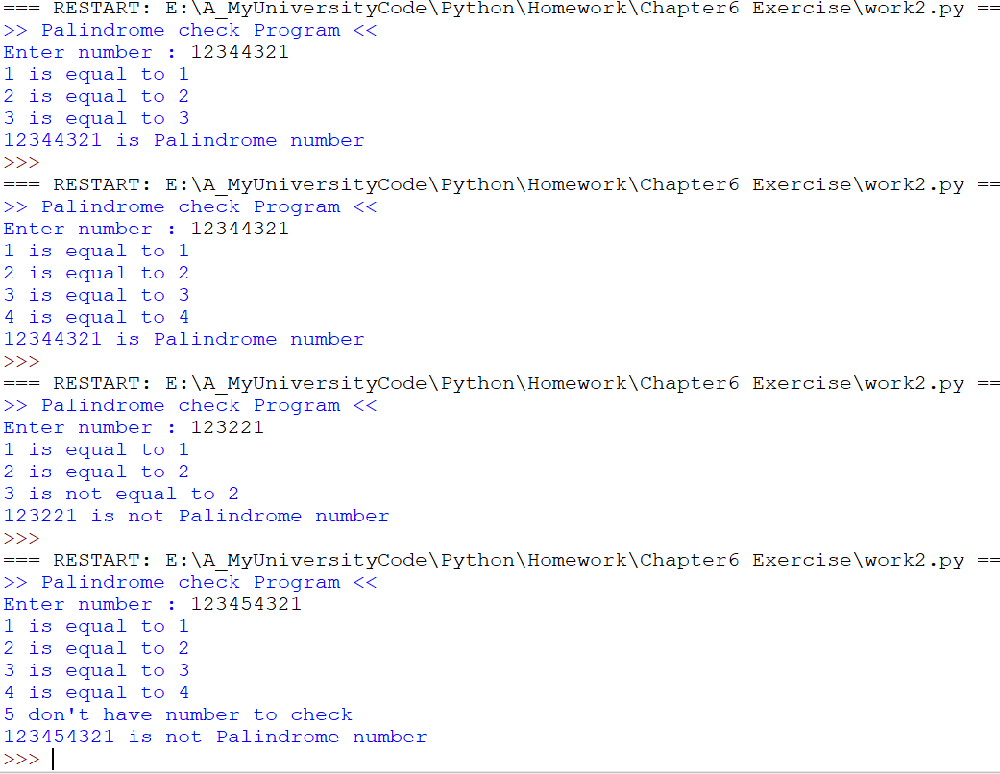 === RESTART: E:\A_MyUniversityCode\Python\Homework\Chapter6 Exercise\work2.py ==
>> Palindrome check Program <<
Enter number : 12344321
1 is equal to 1
2 is equal to 2
3 is equal to 3
12344321 is Palindrome number
>>>
=== RESTART: E:\A_MyUniversityCode\Python\Homework\Chapter6 Exercise\work2.py ==
>> Palindrome check Program <<
Enter number : 12344321
1 is equal to 1
2 is equal to 2
3 is equal to 3
4 is equal to 4
12344321 is Palindrome number
>>>
=== RESTART: E:\A_MyUniversityCode\Python\Homework\Chapter6 Exercise\work2.py ==
>> Palindrome check Program <<
Enter number : 123221
1 is equal to 1
2 is equal to 2
3 is not equal to 2
123221 is not Palindrome number
>>>
=== RESTART: E:\A_MyUniversityCode\Python\Homework\Chapter6 Exercise\work2.py ==
>> Palindrome check Program <<
Enter number : 123454321
1 is equal to 1
2 is equal to 2
3 is equal to 3
4 is equal to 4
5 don't have number to check
123454321 is not Palindrome number
>>>